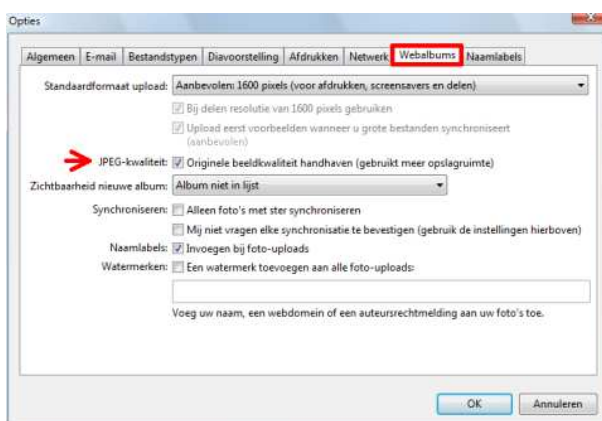 Opties
Algemeen E-mail Bestandstypen Diavoorstelling Afdrukken Netwerk Webalbums Naamlabels
Standaardformaat upload: Aanbevolen: 1600 pixels (voor afdrukken, screensavers en delen)
Bij delen resolutie van 1600 pixels gebruiken
Upload eerst voorbeelden wanneer u grote bestanden synchroniseert
(aanbevolen)
JPEG-kwaliteit: Originele beeldkwaliteit handhaven (gebruikt meer opslagruimte)
Zichtbaarheid nieuwe album: Album niet in lijst
Synchroniseren: Alleen foto's met ster synchroniseren
Mij niet vragen elke synchronisatie te bevestigen (gebruik de instellingen hierboven)
Naamlabels: Invoegen bij foto-uploads
Watermerken: Een watermerk toevoegen aan alle foto-uploads:
Voeg uw naam, een webdomein of een auteursrechtmelding aan uw foto's toe.
OK Annuleren